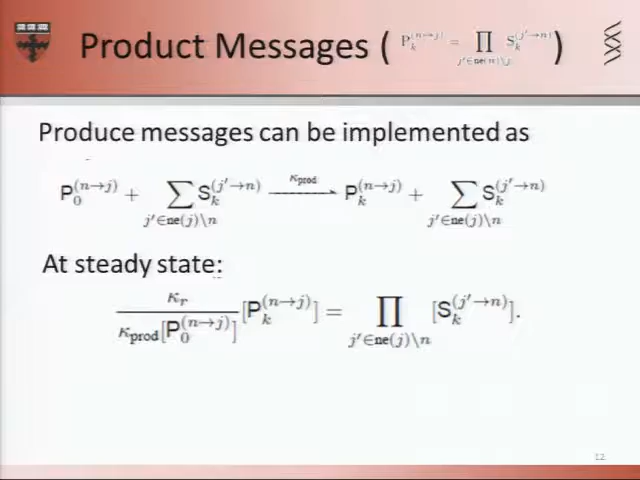 Product Messages ( P_k^{(n→j)} = ∏_{j′∈ne(n)\j} S_k^{(j′→n)} )
Produce messages can be implemented as
P_0^{(n→j)} + ∑_{j′∈ne(j)\n} S_k^{(j′→n)} —κ_prod→ P_k^{(n→j)} + ∑_{j′∈ne(j)\n} S_k^{(j′→n)}
At steady state:
κ_r / κ_prod[P_0^{(n→j)}] [P_k^{(n→j)}] = ∏_{j′∈ne(j)\n} [S_k^{(j′→n)}].
12